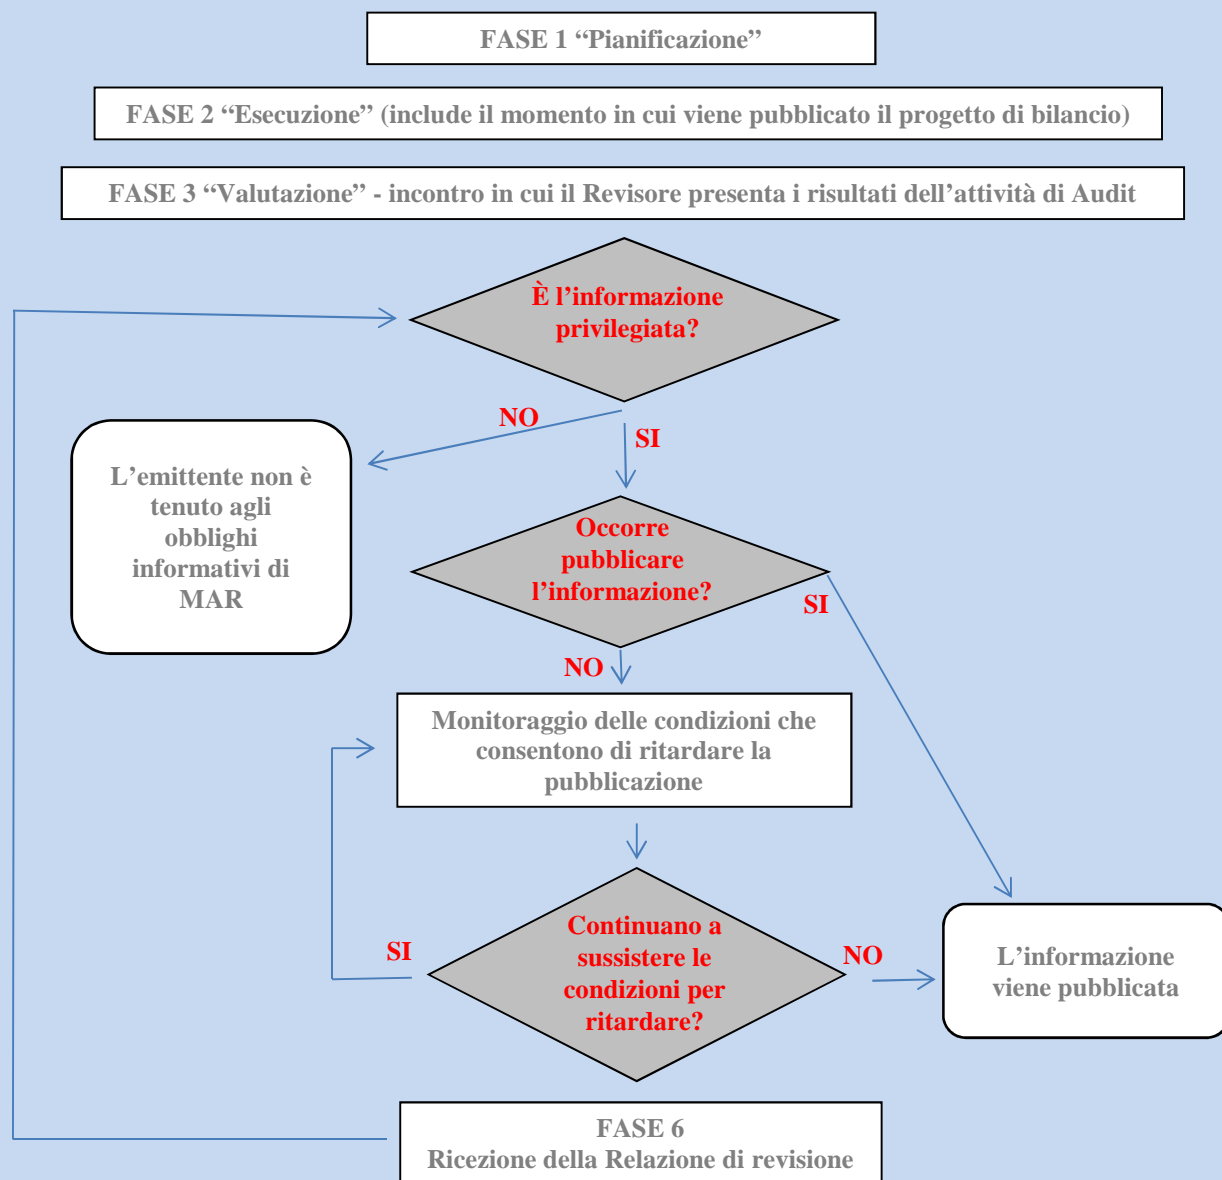 FASE 1 “Pianificazione”
FASE 2 “Esecuzione” (include il momento in cui viene pubblicato il progetto di bilancio)
FASE 3 “Valutazione” - incontro in cui il Revisore presenta i risultati dell’attività di Audit
È l’informazione
privilegiata?
NO
SI
L’emittente non è
tenuto agli
obblighi
informativi di
MAR
Occorre
pubblicare
l’informazione?
SI
NO
Monitoraggio delle condizioni che
consentono di ritardare la
pubblicazione
Continuano a
sussistere le
condizioni per
ritardare?
SI
NO
L’informazione
viene pubblicata
FASE 6
Ricezione della Relazione di revisione